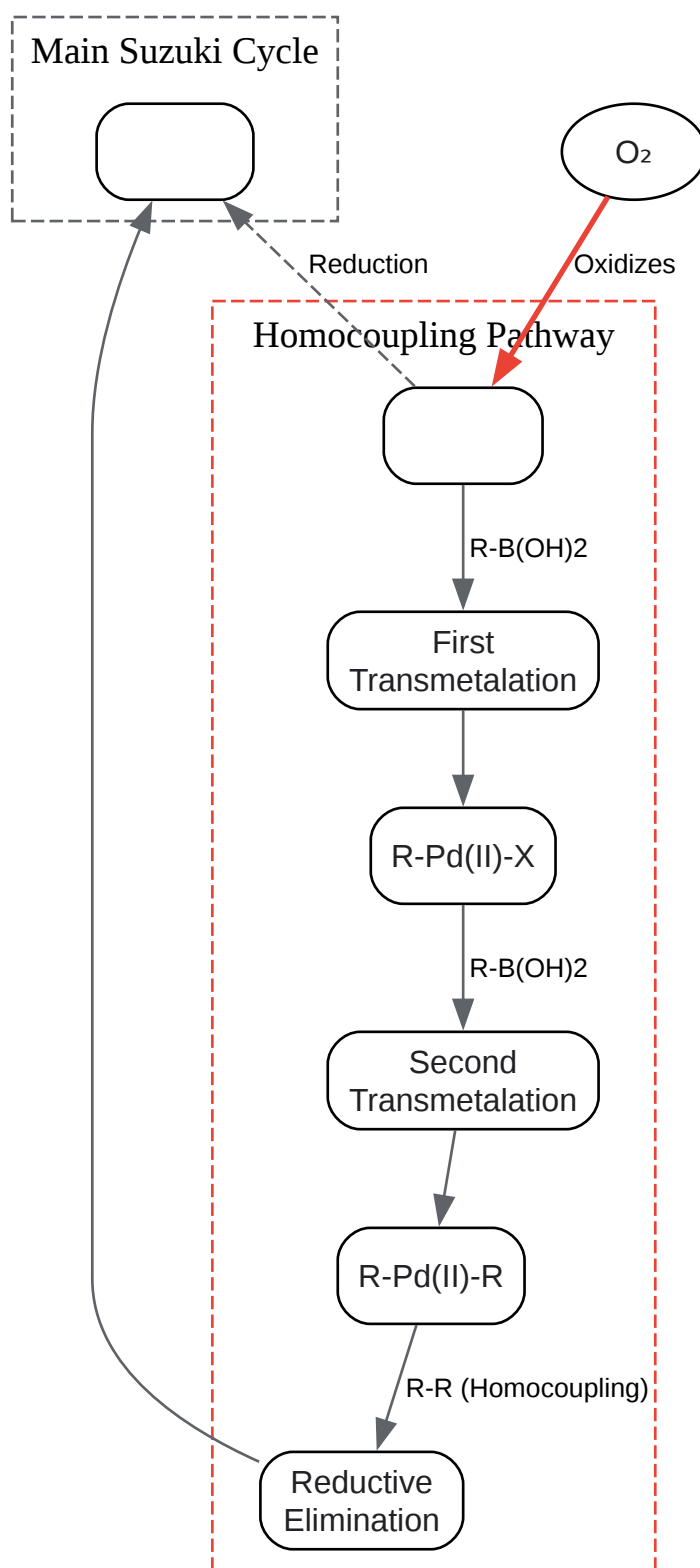 Main Suzuki Cycle
O₂
Reduction
Oxidizes
Homocoupling Pathway
R-B(OH)2
First
Transmetalation
R-Pd(II)-X
R-B(OH)2
Second
Transmetalation
R-Pd(II)-R
R-R (Homocoupling)
Reductive
Elimination